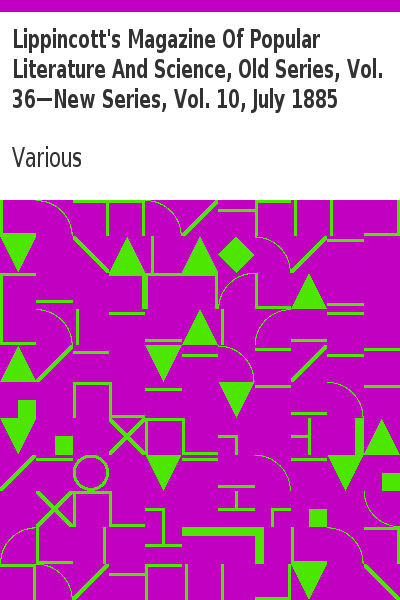 Lippincott's Magazine Of Popular
Literature And Science, Old Series, Vol.
36—New Series, Vol. 10, July 1885
Various